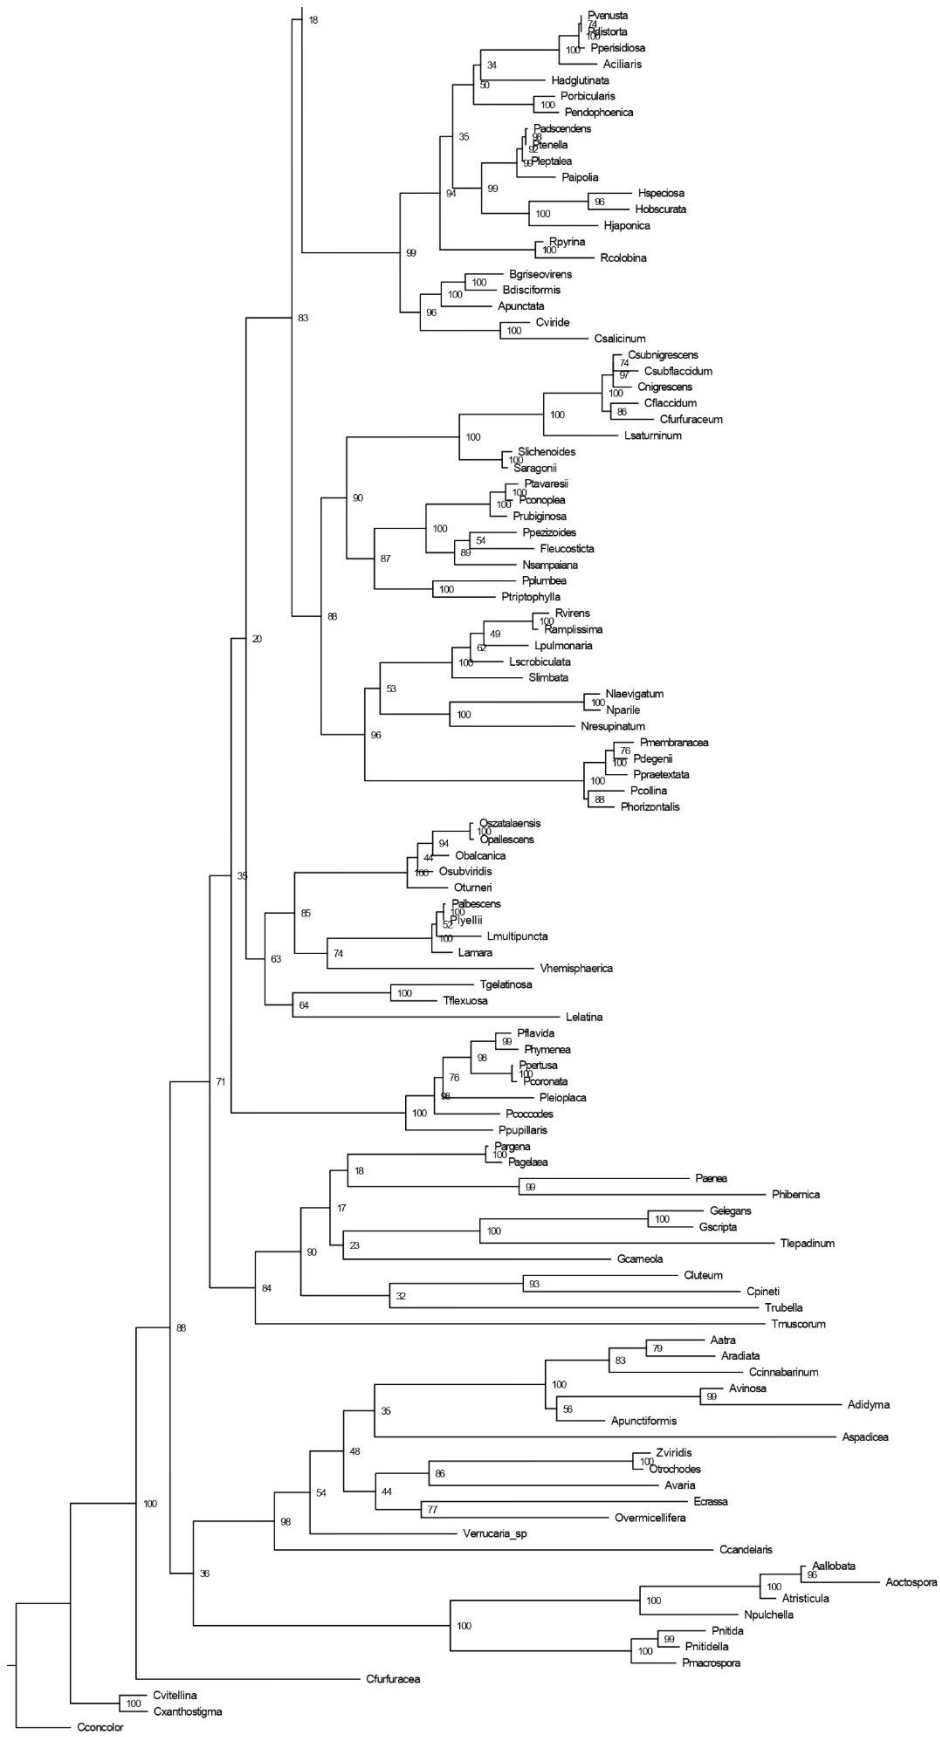 18
Pvenusta
74
Pdistorta
100
Pperisidiosa
100
Aciliaris
34
Hadglutinata
50
Porbicularis
100
Pendophoenica
35
Padscendens
98
Ptenella
92
Pleptalea
99
Paipolia
99
94
Hspeciosa
96
Hobscurata
100
Hjaponica
Rpyrina
100
Rcolobina
99
Bgriseovirens
100
Bdisciformis
100
Apunctata
96
83
Cviride
100
Csalicinum
Csubnigrescens
74
Csubflaccidum
97
Cnigrescens
100
Cflaccidum
86
100
Cfurfuraceum
Lsaturninum
100
Slichenoides
100
Saragonii
Ptavaresii
100
90
Pconoplea
100
Prubiginosa
100
Ppezizoides
54
Fleucosticta
89
87
Nsampaiana
Pplumbea
100
Ptriptophylla
88
Rvirens
100
Ramplissima
49
20
Lpulmonaria
62
Lscrobiculata
100
Slimbata
53
Nlaevigatum
100
Nparile
100
Nresupinatum
96
Pmembranacea
76
Pdegenii
100
Ppraetextata
100
Pcollina
88
Phorizontalis
Oszatalaensis
100
Opallescens
94
Obalcanica
44
Osubviridis
100
35
Oturneri
Palbescens
100
85
Plyellii
52
Lmultipuncta
100
Lamara
74
63
Vhemisphaerica
Tgelatinosa
100
Tflexuosa
64
Lelatina
Pflavida
99
Phymenea
98
Ppertusa
100
76
Pcoronata
71
98
Pleioplaca
100
Pcoccodes
Ppupillaris
Pargena
100
Pagelaea
18
Paenea
99
Phibernica
17
Gelegans
100
Gscripta
100
Tlepadinum
23
90
Gcarneola
Cluteum
93
84
Cpineti
32
Trubella
Tmuscorum
88
Aatra
79
Aradiata
83
Ccinnabarinum
100
Avinosa
99
Adidyma
35
56
Apunctiformis
Aspadicea
48
Zviridis
100
Otrochodes
86
Avaria
54
44
Ecrassa
100
77
Overmicellifera
98
Verrucaria_sp
Ccandelaris
36
Aallobata
96
Aoctospora
100
Atristicula
100
Npulchella
100
Pnitida
99
Pnitidella
100
Pmacrospora
Cfurfuracea
Cvitellina
100
Cxanthostigma
Cconcolor